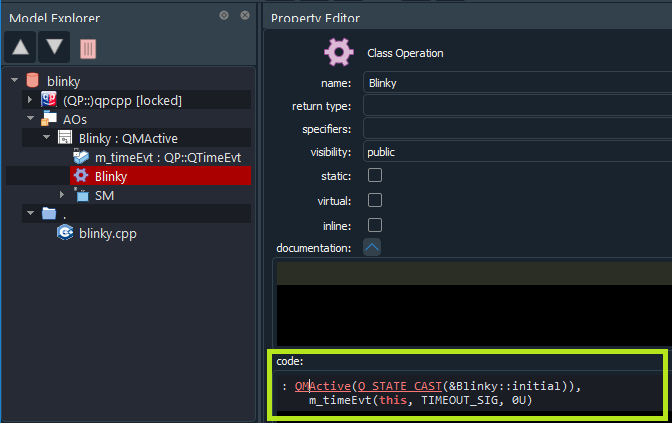 Model Explorer
blinky
(QP::)qpcpp [locked]
AOs
Blinky : QMActive
m_timeEvt : QP::QTimeEvt
Blinky
SM
.
blinky.cpp
Property Editor
Class Operation
name: Blinky
return type:
specifiers:
visibility: public
static:
virtual:
inline:
documentation:
code:
: QMActive(Q_STATE_CAST(&Blinky::initial)),
m_timeEvt(this, TIMEOUT_SIG, 0U)